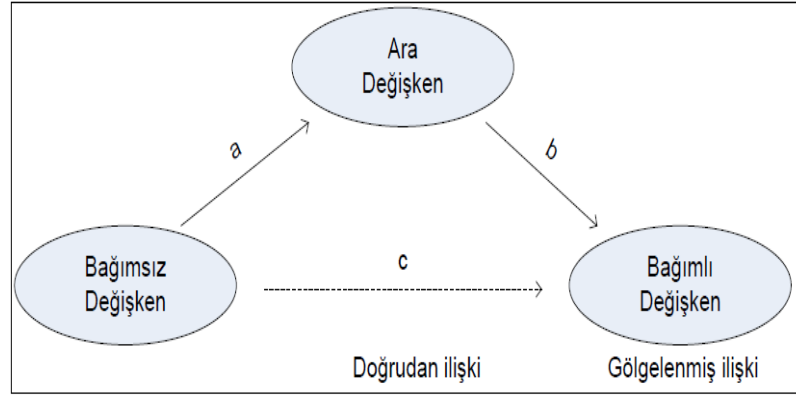 Ara
Değişken
a
b
Bağımsız
Değişken
c
Bağımlı
Değişken
Doğrudan ilişki
Gölgelenmiş ilişki